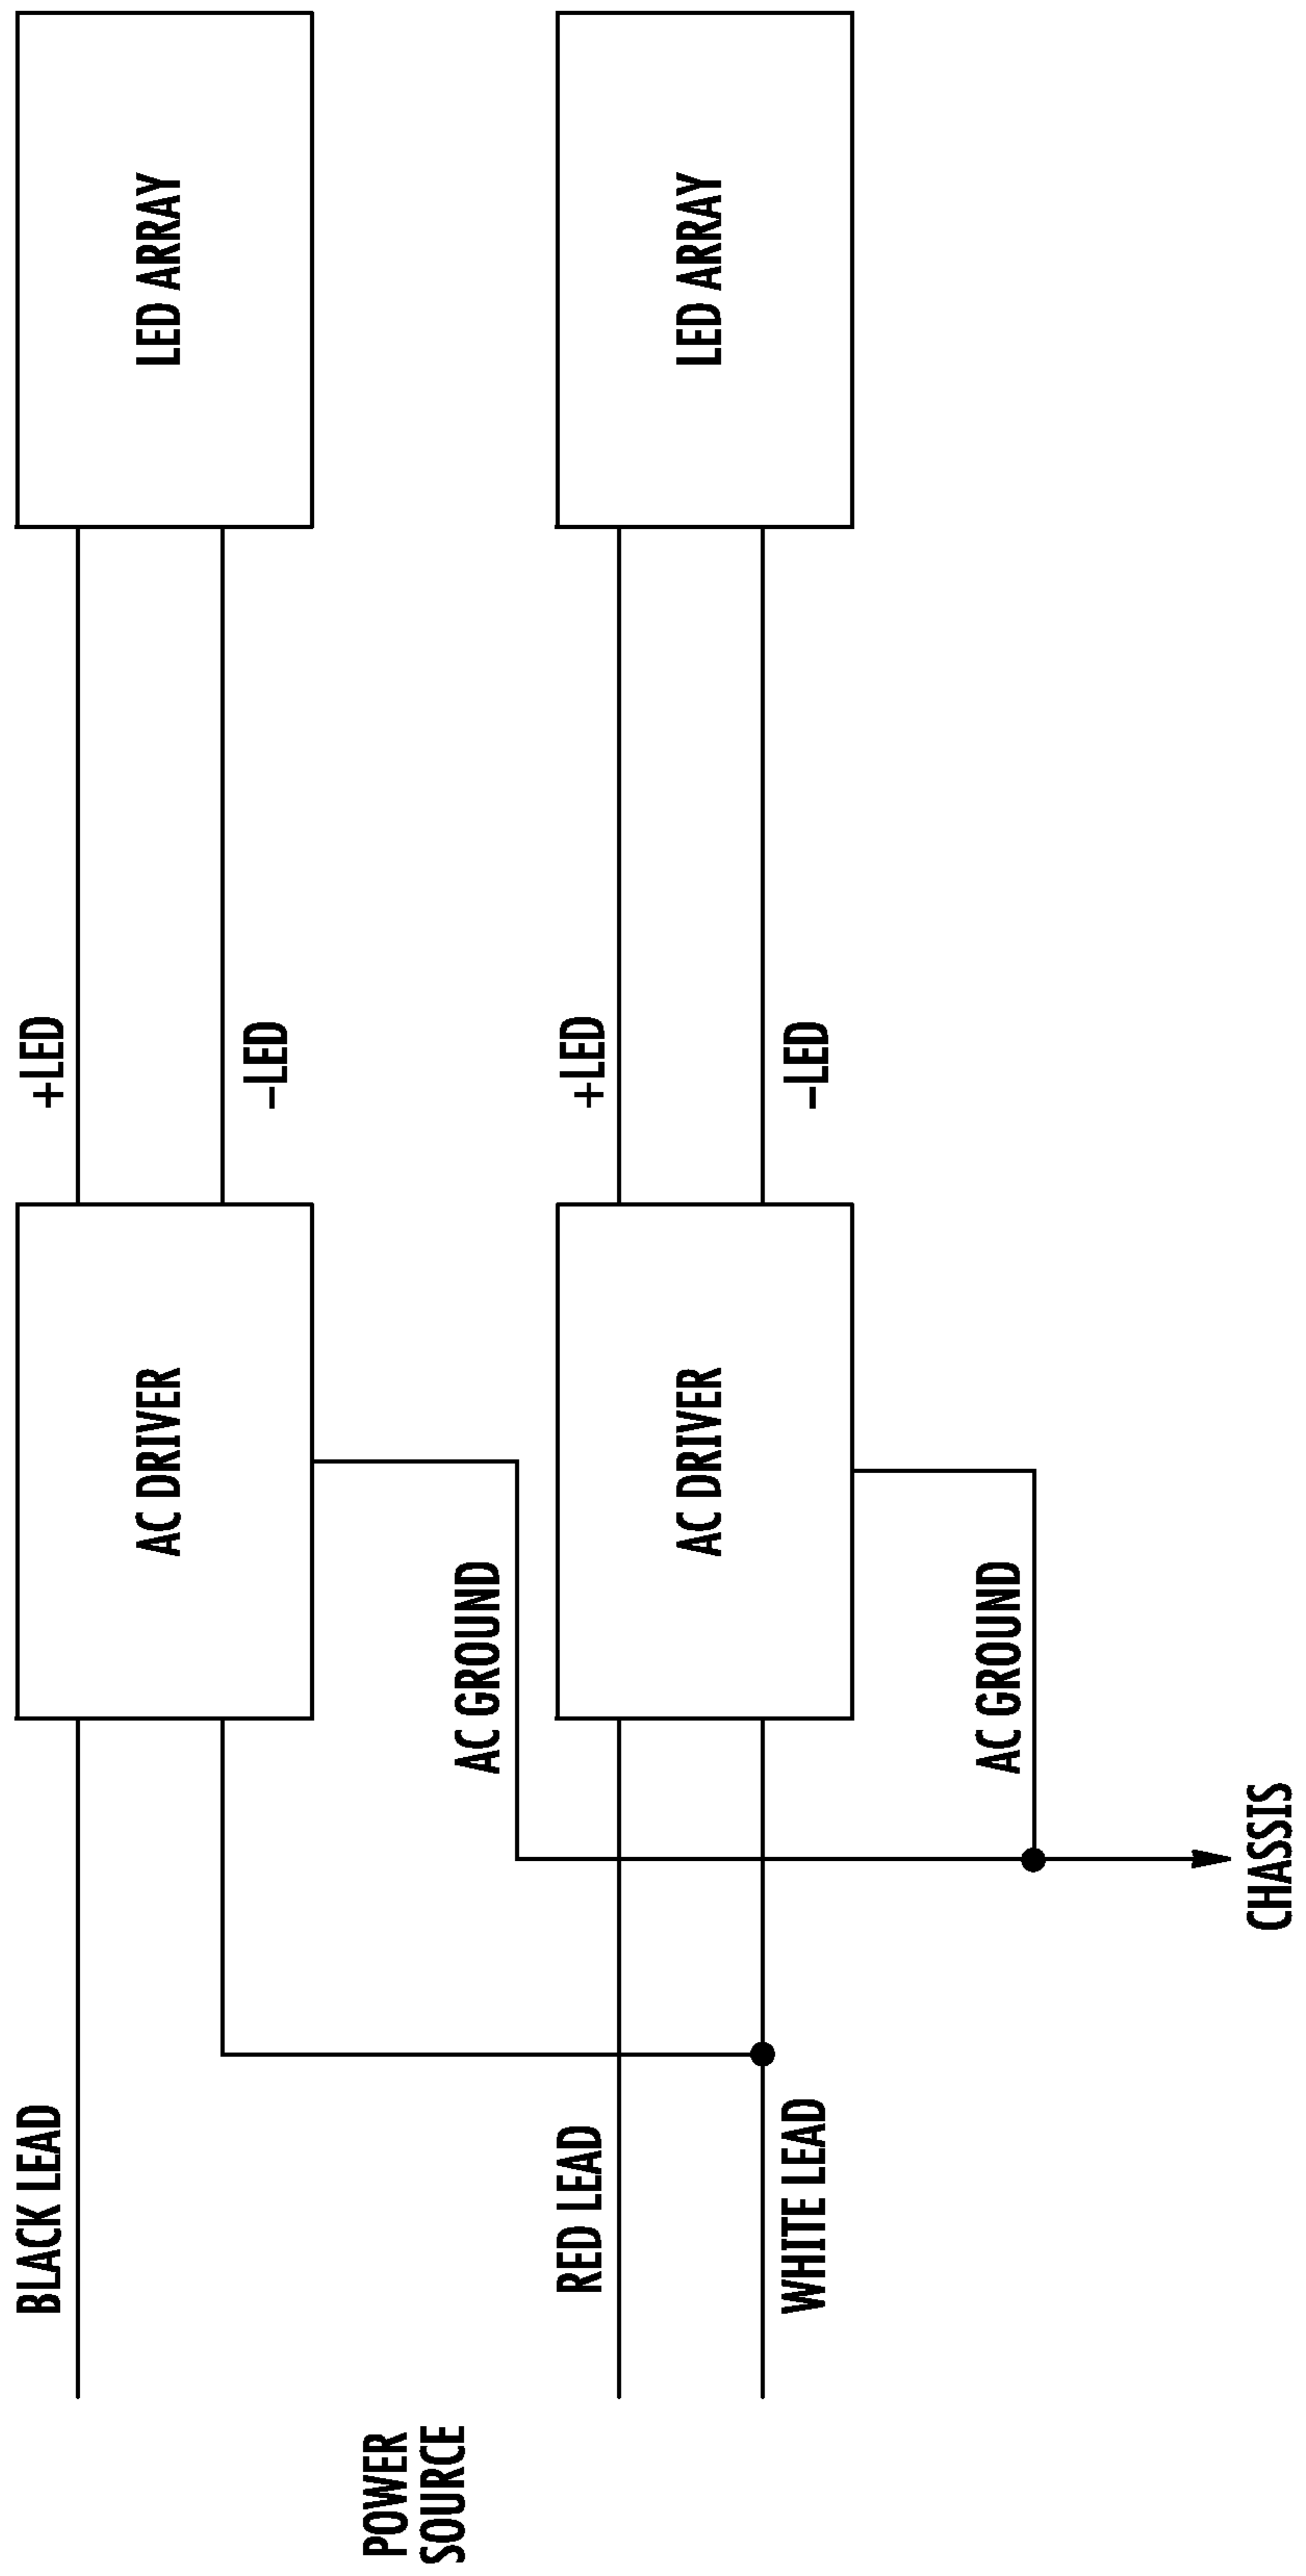 BLACK LEAD
AC DRIVER
+LED
-LED
LED ARRAY
POWER
SOURCE
AC GROUND
RED LEAD
WHITE LEAD
AC DRIVER
+LED
-LED
LED ARRAY
AC GROUND
CHASSIS